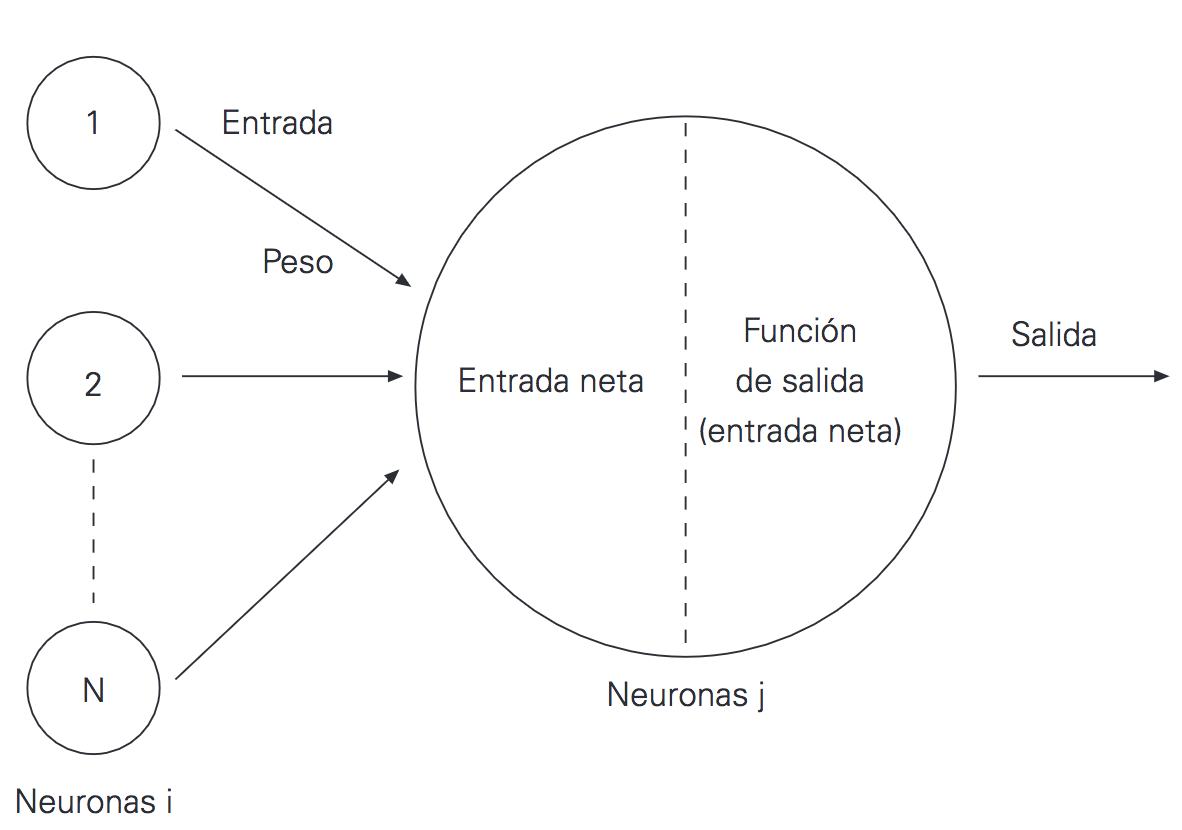 1
Entrada
Peso
2
Entrada neta
Función
de salida
(entrada neta)
Salida
N
Neuronas j
Neuronas i